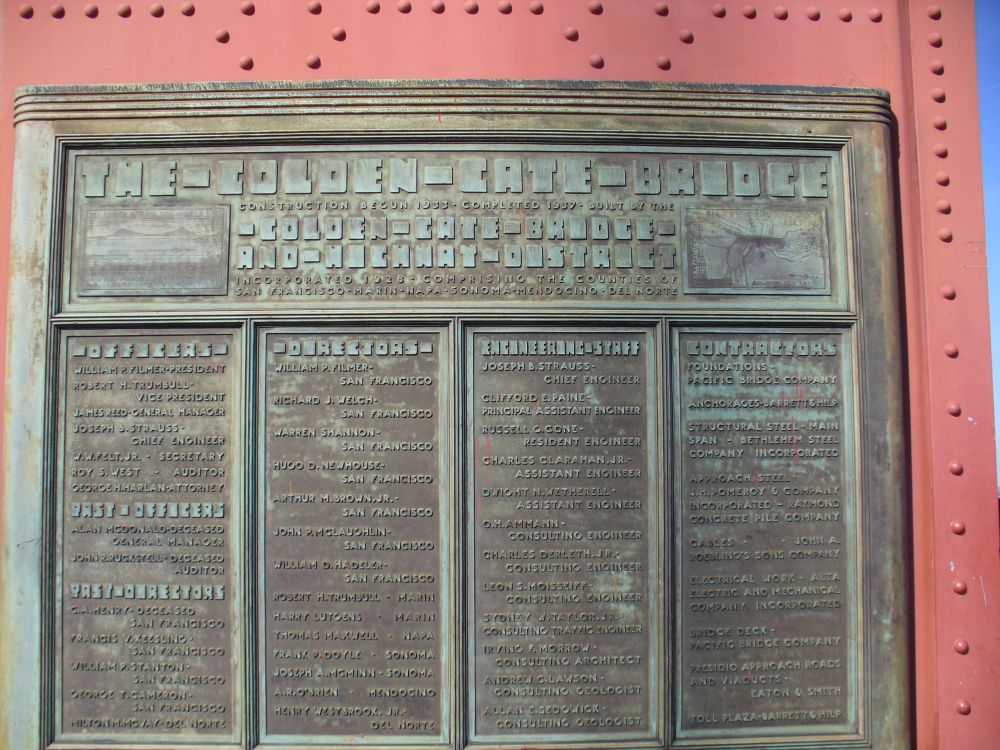 THE-GOLDEN-GATE-BRIDGE
CONSTRUCTION BEGUN 1933 · COMPLETED 1937 · BUILT BY THE
-GOLDEN-GATE-BRIDGE-
AND-HIGHWAY-DISTRICT
INCORPORATED 1928 · COMPRISING THE COUNTIES OF
SAN FRANCISCO-MARIN-NAPA-SONOMA-MENDOCINO-DEL NORTE
-OFFICERS-
WILLIAM P. FILMER-PRESIDENT
ROBERT H. TRUMBULL-
VICE PRESIDENT
JAMES REED-GENERAL MANAGER
JOSEPH B. STRAUSS-
CHIEF ENGINEER
W.W. FELT, JR. - SECRETARY
ROY S. WEST - AUDITOR
GEORGE H. HARLAN-ATTORNEY
PAST-OFFICERS
ALAN MCDONALD-DECEASED
GENERAL MANAGER
JOHN R. RUCKSTELL-DECEASED
AUDITOR
PAST-DIRECTORS
C.A. HENRY-DECEASED
SAN FRANCISCO
FRANCIS V. KEESLING-
SAN FRANCISCO
WILLIAM P. STANTON-
SAN FRANCISCO
GEORGE T. CAMERON-
SAN FRANCISCO
MILTON M. MCVAY-DEL NORTE
-DIRECTORS-
WILLIAM P. FILMER-
SAN FRANCISCO
RICHARD J. WELCH-
SAN FRANCISCO
WARREN SHANNON-
SAN FRANCISCO
HUGO D. NEWHOUSE-
SAN FRANCISCO
ARTHUR M. BROWN, JR.-
SAN FRANCISCO
JOHN P. MCLAUGHLIN-
SAN FRANCISCO
WILLIAM D. HADELER-
SAN FRANCISCO
ROBERT H. TRUMBULL - MARIN
HARRY LUTGENS - MARIN
THOMAS MAXWELL - NAPA
FRANK P. DOYLE - SONOMA
JOSEPH A. MCMINN - SONOMA
A.R. O'BRIEN - MENDOCINO
HENRY WESTBROOK, JR.-
DEL NORTE
ENGINEERING-STAFF
JOSEPH B. STRAUSS-
CHIEF ENGINEER
CLIFFORD E. PAINE-
PRINCIPAL ASSISTANT ENGINEER
RUSSELL G. CONE-
RESIDENT ENGINEER
CHARLES CLARAHAN, JR.-
ASSISTANT ENGINEER
DWIGHT N. WETHERELL-
ASSISTANT ENGINEER
O.H. AMMANN-
CONSULTING ENGINEER
CHARLES DERLETH, JR.-
CONSULTING ENGINEER
LEON S. MOISSEIFF-
CONSULTING ENGINEER
SYDNEY W. TAYLOR, JR.-
CONSULTING TRAFFIC ENGINEER
IRVING F. MORROW-
CONSULTING ARCHITECT
ANDREW C. LAWSON-
CONSULTING GEOLOGIST
ALLAN E. SEDGWICK-
CONSULTING GEOLOGIST
CONTRACTORS
FOUNDATIONS-
PACIFIC BRIDGE COMPANY
ANCHORAGES-BARRETT & HILP
STRUCTURAL STEEL-MAIN
SPAN - BETHLEHEM STEEL
COMPANY INCORPORATED
APPROACH STEEL-
J.H. POMEROY & COMPANY
INCORPORATED - RAYMOND
CONCRETE PILE COMPANY
CABLES - JOHN A.
ROEBLING'S SONS COMPANY
ELECTRICAL WORK - ALTA
ELECTRIC AND MECHANICAL
COMPANY INCORPORATED
BRIDGE DECK-
PACIFIC BRIDGE COMPANY
PRESIDIO APPROACH ROADS
AND VIADUCTS-
EATON & SMITH
TOLL PLAZA-BARRETT & HILP